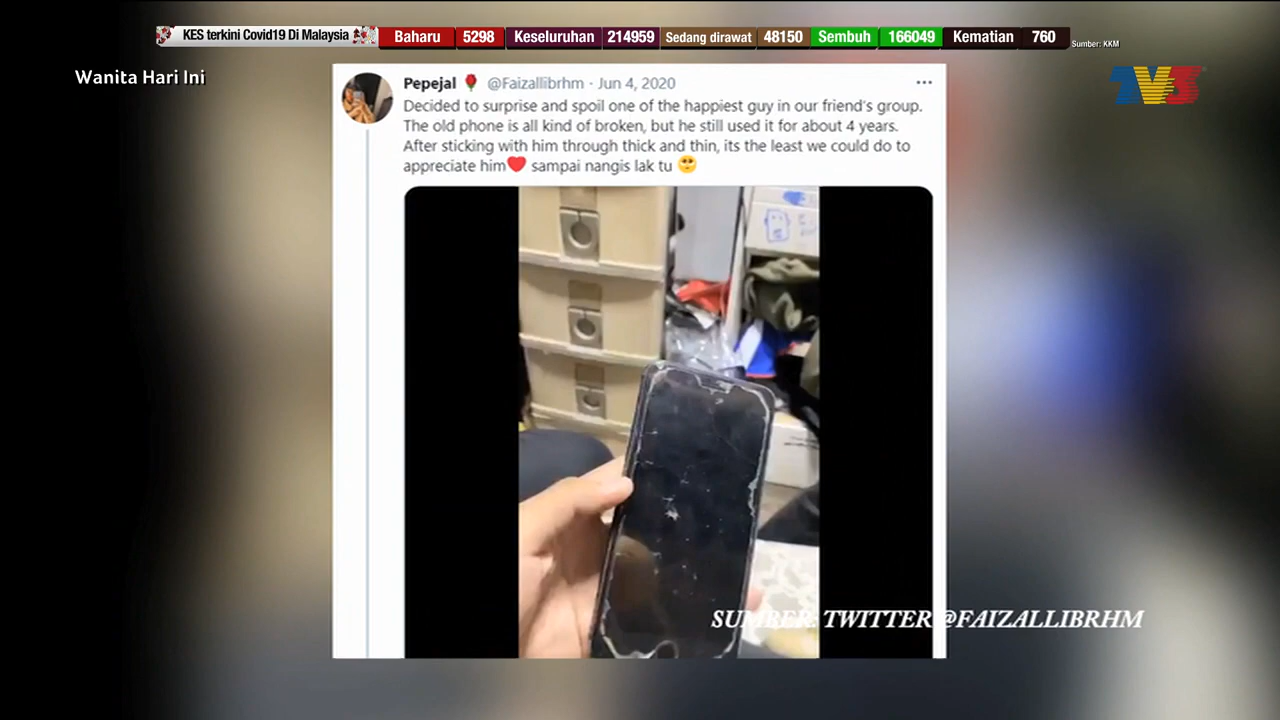 KES terkini Covid19 Di Malaysia Baharu 5298 Keseluruhan 214959 Sedang dirawat 48150 Sembuh 166049 Kematian 760
Sumber: KKM
Wanita Hari Ini
TV3
Pepejal @Faizallibrhm · Jun 4, 2020
Decided to surprise and spoil one of the happiest guy in our friend's group.
The old phone is all kind of broken, but he still used it for about 4 years.
After sticking with him through thick and thin, its the least we could do to
appreciate him❤️ sampai nangis lak tu 🥺
SUMBER: TWITTER @FAIZALLIBRHM